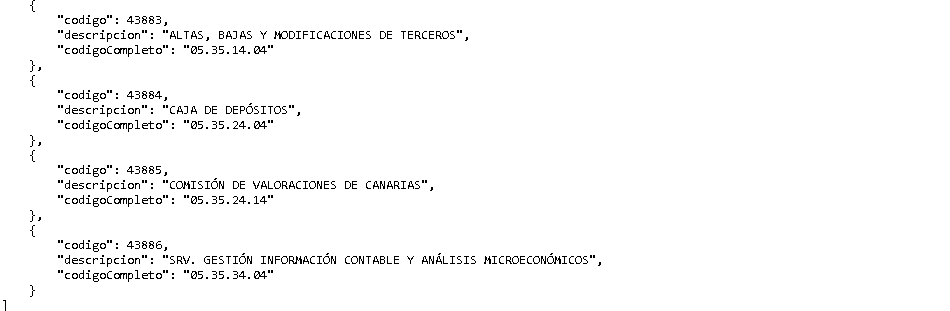 {
"codigo": 43883,
"descripcion": "ALTAS, BAJAS Y MODIFICACIONES DE TERCEROS",
"codigoCompleto": "05.35.14.04"
},
{
"codigo": 43884,
"descripcion": "CAJA DE DEPÓSITOS",
"codigoCompleto": "05.35.24.04"
},
{
"codigo": 43885,
"descripcion": "COMISIÓN DE VALORACIONES DE CANARIAS",
"codigoCompleto": "05.35.24.14"
},
{
"codigo": 43886,
"descripcion": "SRV. GESTIÓN INFORMACIÓN CONTABLE Y ANÁLISIS MICROECONÓMICOS",
"codigoCompleto": "05.35.34.04"
}
]